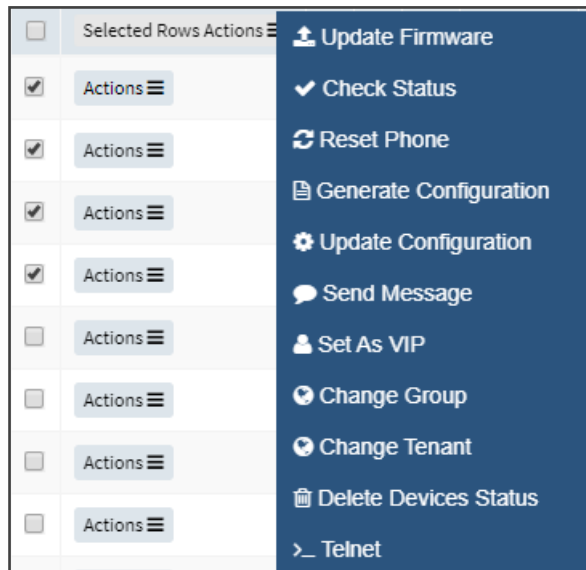 Selected Rows Actions
Update Firmware
Actions
Check Status
Actions
Reset Phone
Generate Configuration
Actions
Update Configuration
Actions
Send Message
Actions
Set As VIP
Actions
Change Group
Actions
Change Tenant
Delete Devices Status
Actions
Telnet